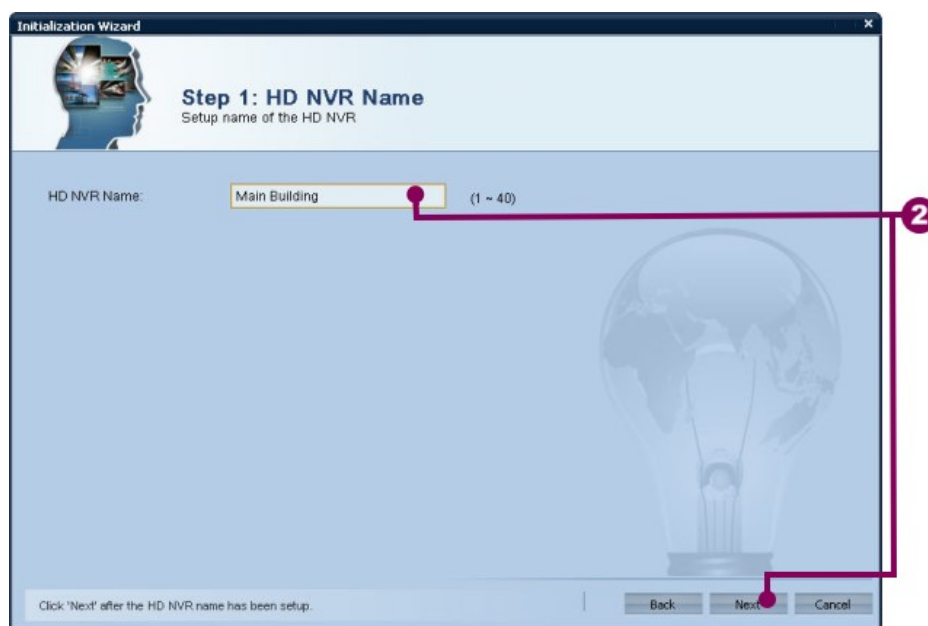 Initialization Wizard
Step 1: HD NVR Name
Setup name of the HD NVR
HD NVR Name: Main Building (1 ~ 40)
2
Click 'Next' after the HD NVR name has been setup. Back Next Cancel